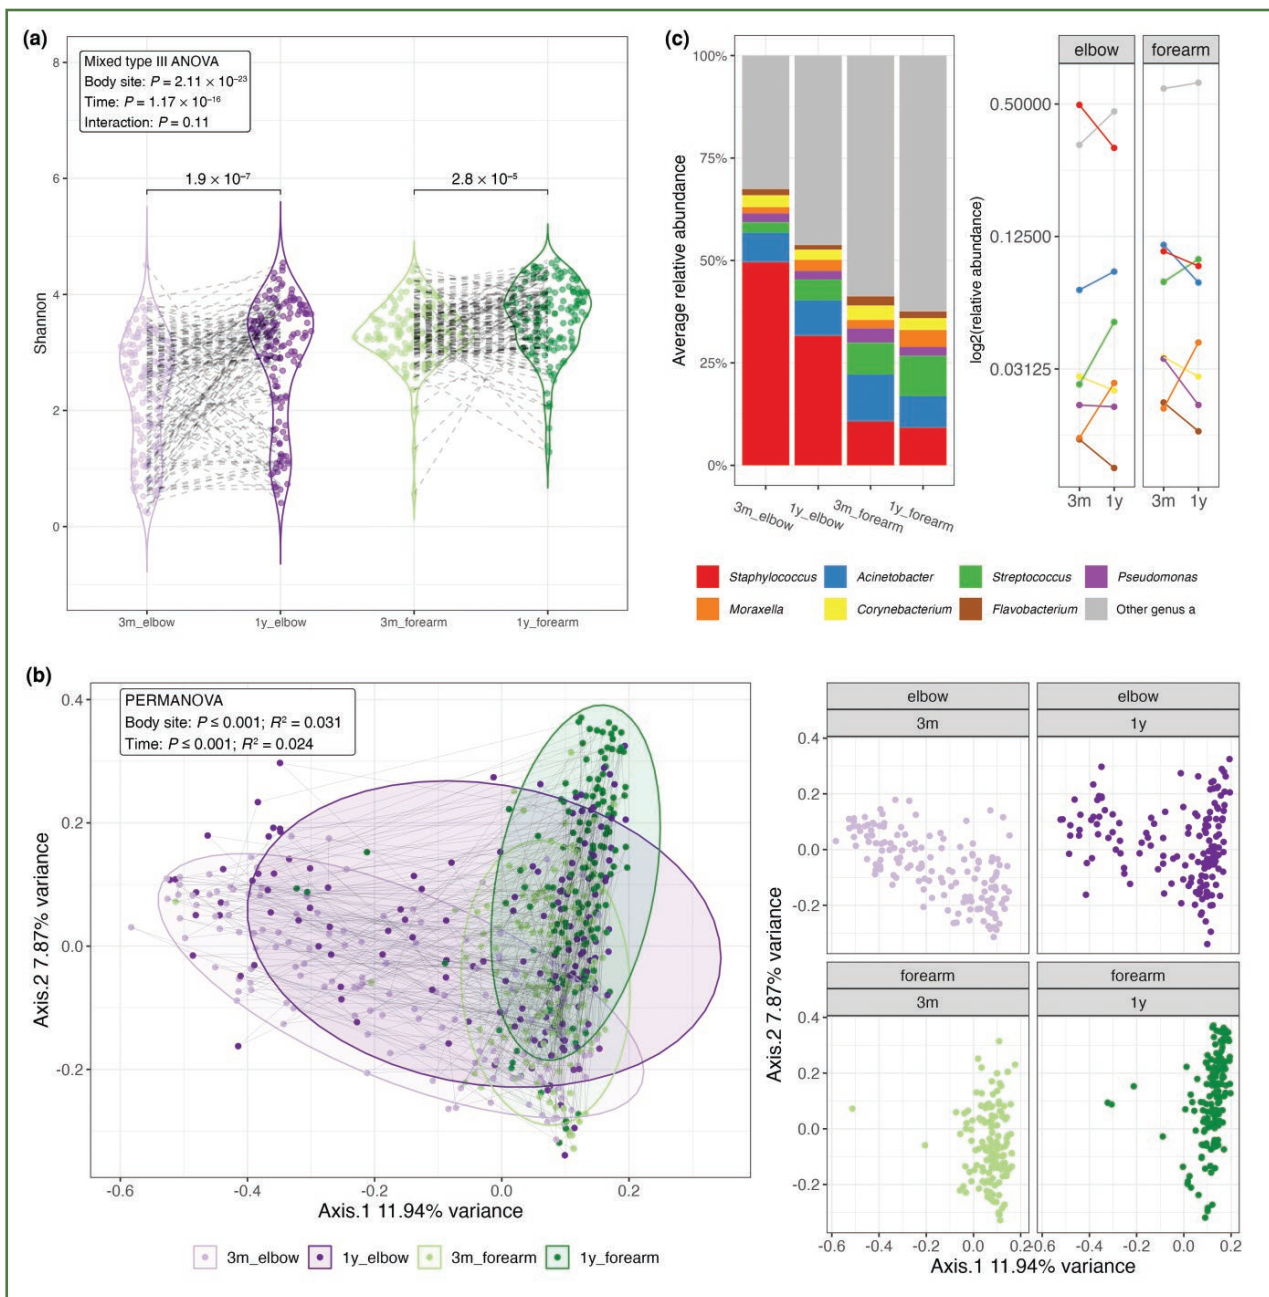 (a)
Mixed type III ANOVA
Body site: P = 2.11 × 10⁻²³
Time: P = 1.17 × 10⁻¹⁶
Interaction: P = 0.11
1.9 × 10⁻⁷
2.8 × 10⁻⁵
8
6
4
2
0
Shannon
3m_elbow
1y_elbow
3m_forearm
1y_forearm
(c)
100%
75%
50%
25%
0%
Average relative abundance
3m_elbow
1y_elbow
3m_forearm
1y_forearm
elbow
forearm
0.50000
0.12500
0.03125
log2(relative abundance)
3m 1y
3m 1y
Staphylococcus
Acinetobacter
Streptococcus
Pseudomonas
Moraxella
Corynebacterium
Flavobacterium
Other genus a
(b)
PERMANOVA
Body site: P ≤ 0.001; R² = 0.031
Time: P ≤ 0.001; R² = 0.024
0.4
0.2
0.0
-0.2
Axis.2 7.87% variance
-0.6 -0.4 -0.2 0.0 0.2
Axis.1 11.94% variance
3m_elbow
1y_elbow
3m_forearm
1y_forearm
elbow
3m
elbow
1y
0.4
0.2
0.0
-0.2
forearm
3m
forearm
1y
0.4
0.2
0.0
-0.2
Axis.2 7.87% variance
-0.6 -0.4 -0.2 0.0 0.2
-0.6 -0.4 -0.2 0.0 0.2
Axis.1 11.94% variance